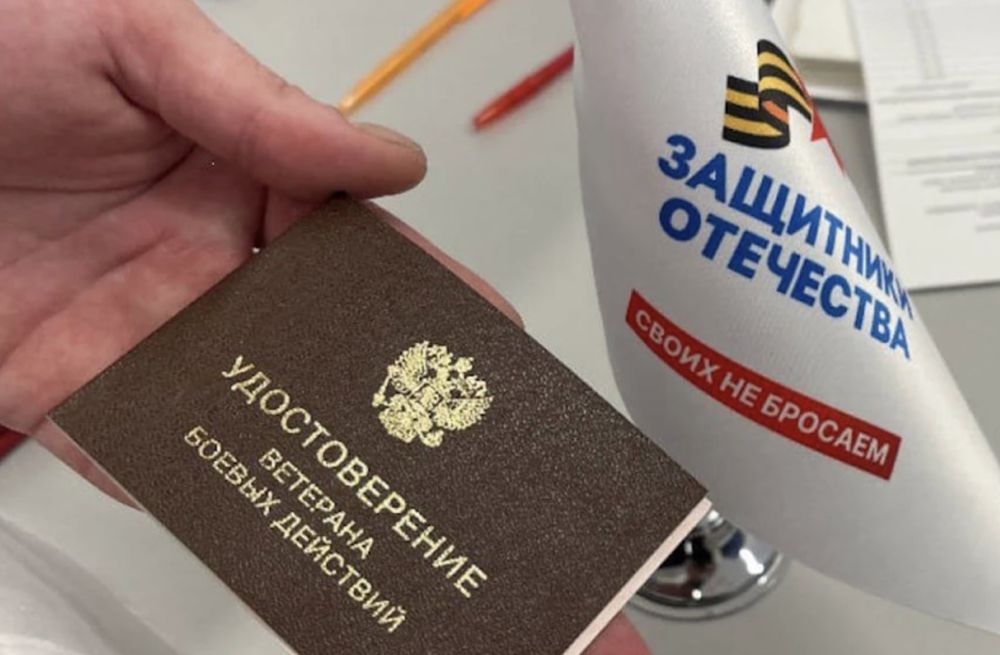 УДОСТОВЕРЕНИЕ
ВЕТЕРАНА
БОЕВЫХ ДЕЙСТВИЙ
ЗАЩИТНИКИ
ОТЕЧЕСТВА
СВОИХ НЕ БРОСАЕМ